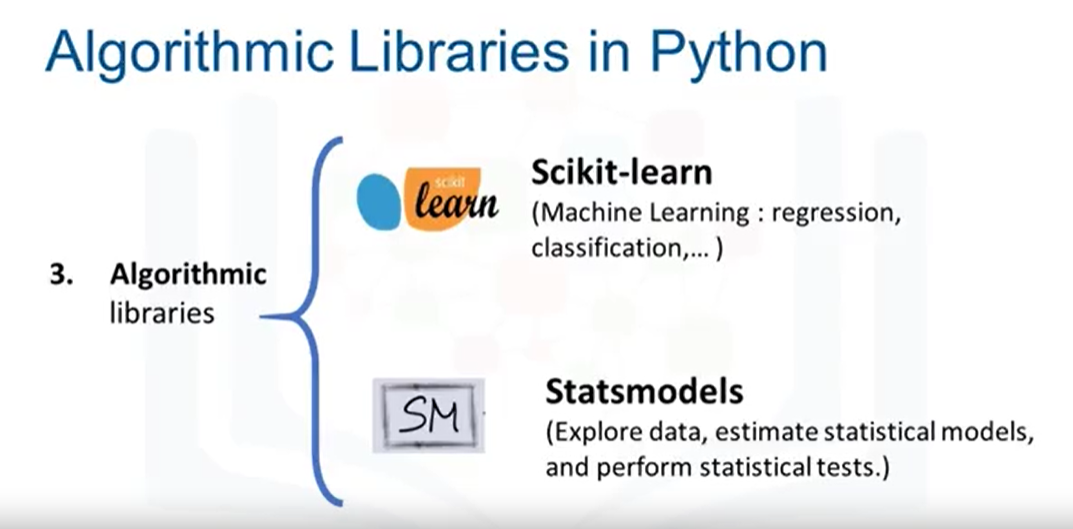 Algorithmic Libraries in Python
3. Algorithmic
libraries
scikit
learn
Scikit-learn
(Machine Learning : regression,
classification,... )
SM
Statsmodels
(Explore data, estimate statistical models,
and perform statistical tests.)